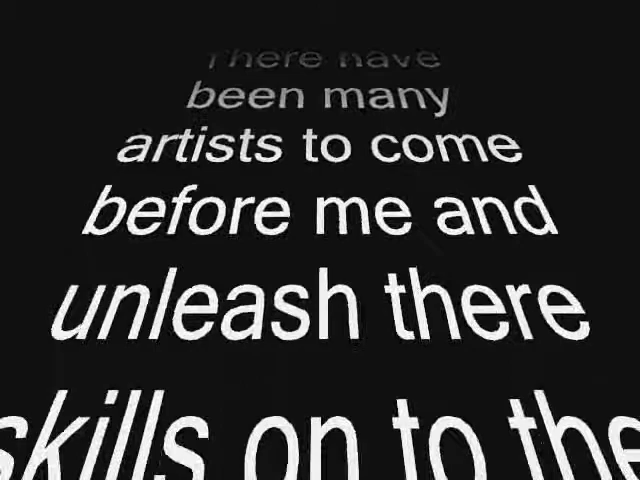 There have
been many
artists to come
before me and
unleash there
skills on to the